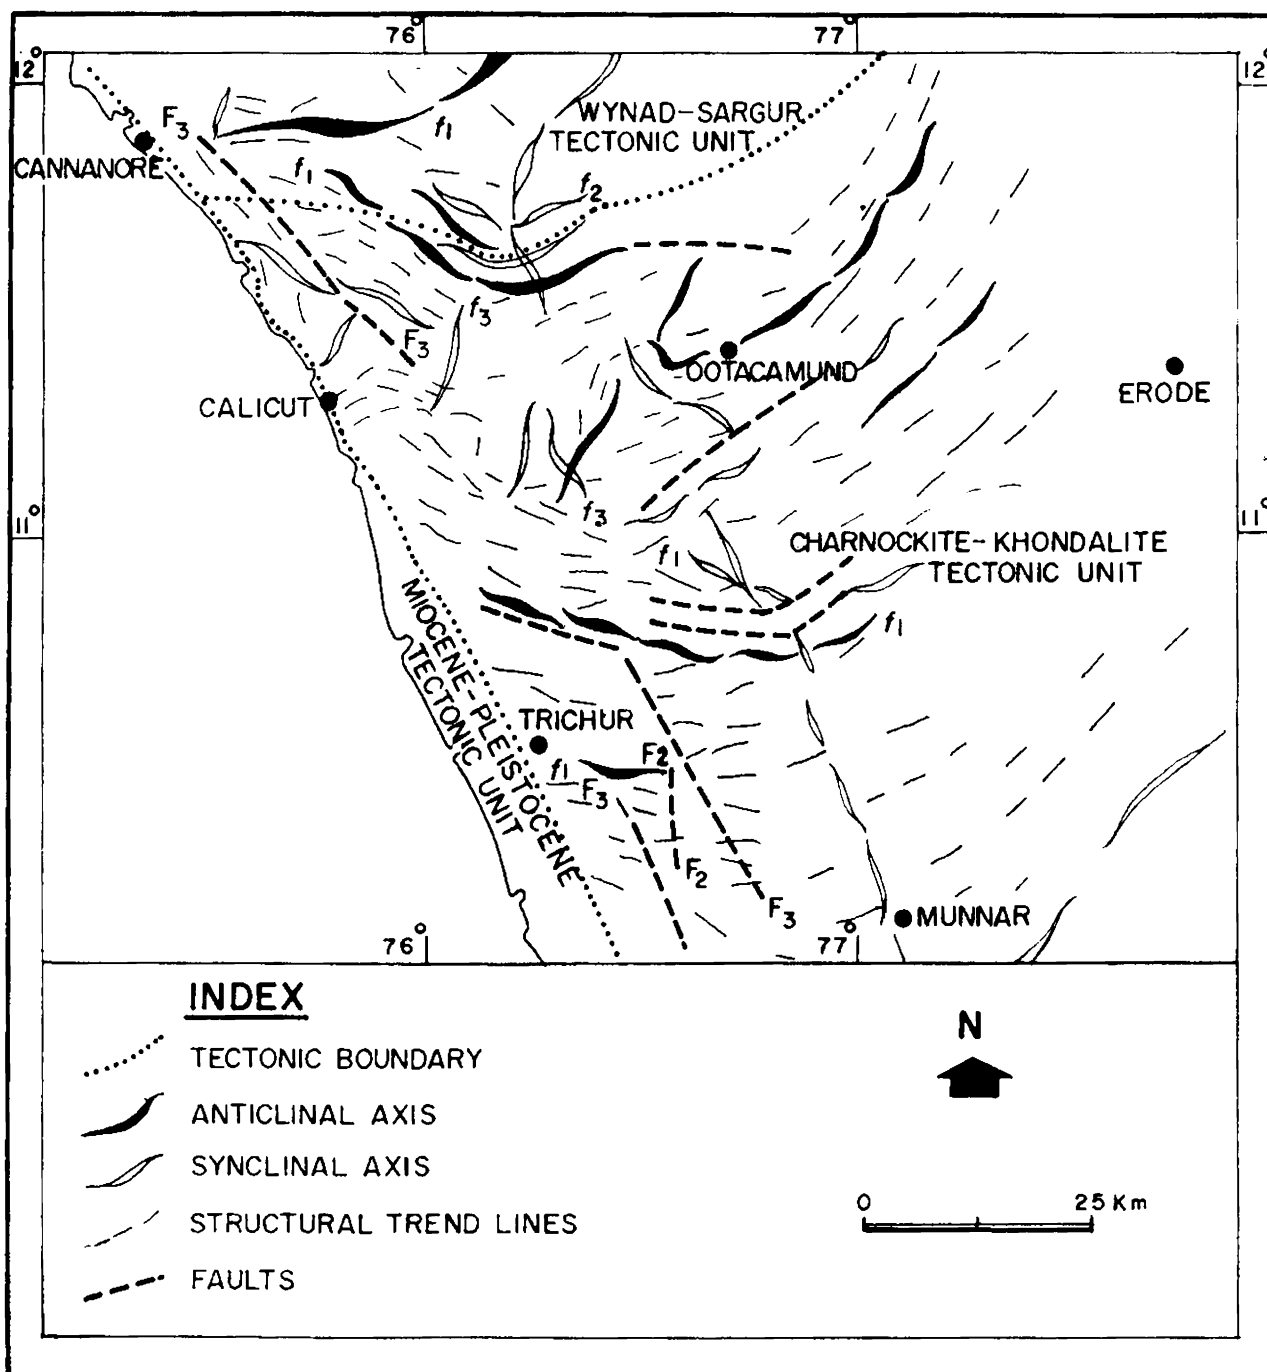 76°
77°
12°
12°
WYNAD-SARGUR
TECTONIC UNIT
F3
f1
CANNANORE
f1
f2
f3
F3
OOTACAMUND
ERODE
CALICUT
f3
11°
11°
f1
CHARNOCKITE-KHONDALITE
TECTONIC UNIT
f1
MIOCENE-PLEISTOCENE
TECTONIC UNIT
TRICHUR
f1
F2
F3
F2
F3
MUNNAR
76°
77°
INDEX
TECTONIC BOUNDARY
ANTICLINAL AXIS
SYNCLINAL AXIS
STRUCTURAL TREND LINES
FAULTS
N
0
25 Km